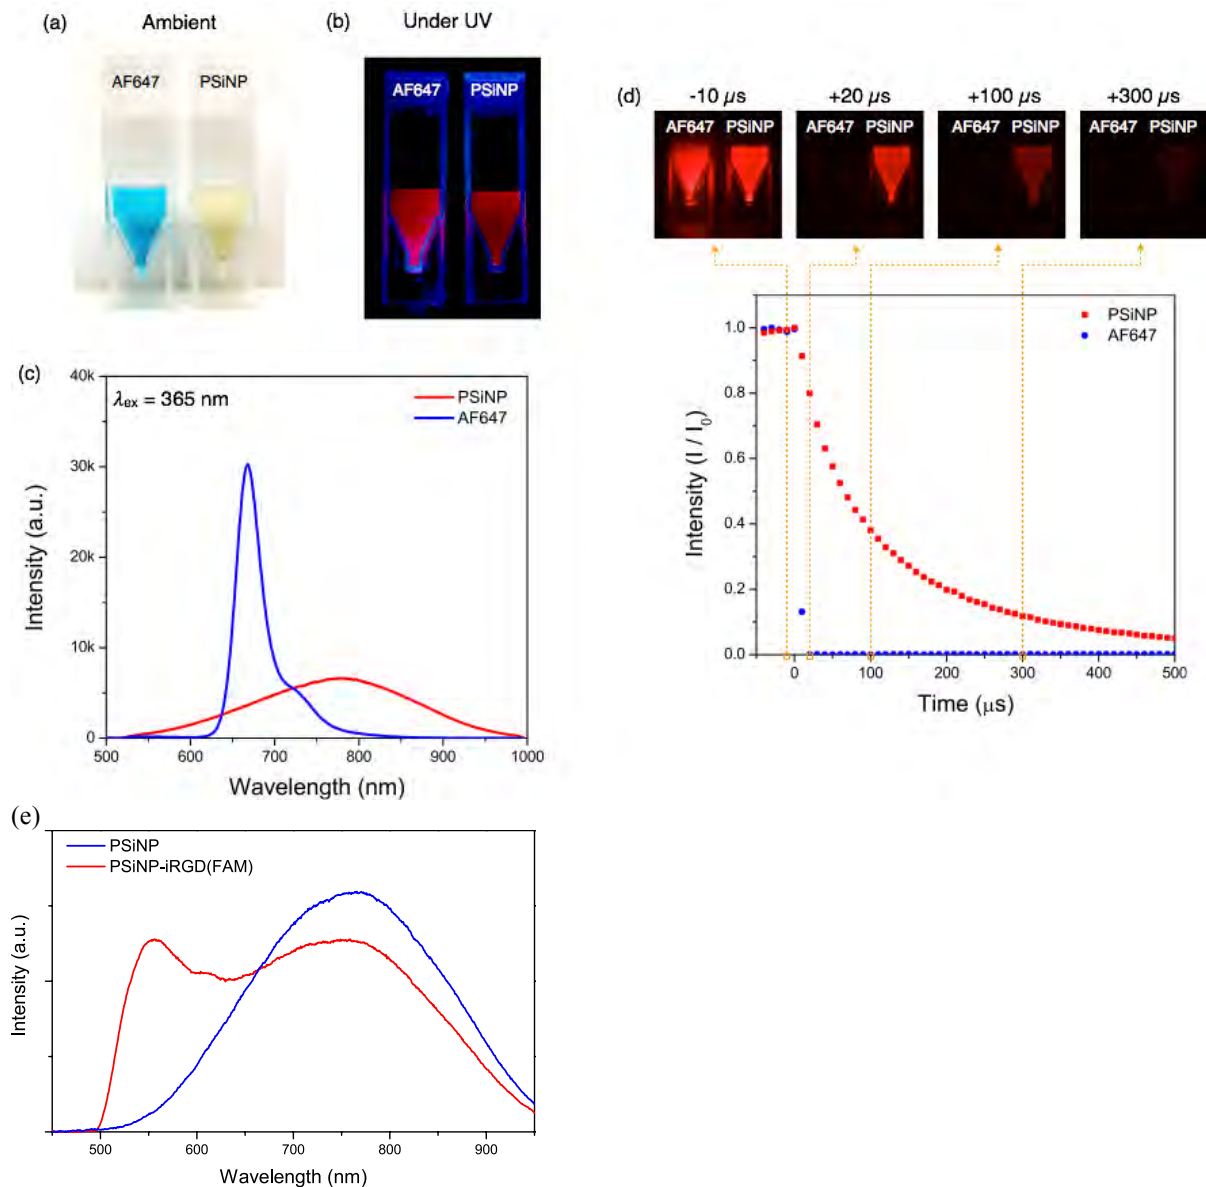 (a) Ambient
AF647 PSiNP
(b) Under UV
AF647 PSiNP
(c)
λex = 365 nm
PSiNP
AF647
40k
30k
20k
10k
0
Intensity (a.u.)
500 600 700 800 900 1000
Wavelength (nm)
(d)
-10 µs +20 µs +100 µs +300 µs
AF647 PSiNP AF647 PSiNP AF647 PSiNP AF647 PSiNP
PSiNP
AF647
1.0
0.8
0.6
0.4
0.2
0.0
Intensity (I / I0)
0 100 200 300 400 500
Time (µs)
(e)
PSiNP
PSiNP-iRGD(FAM)
Intensity (a.u.)
500 600 700 800 900
Wavelength (nm)